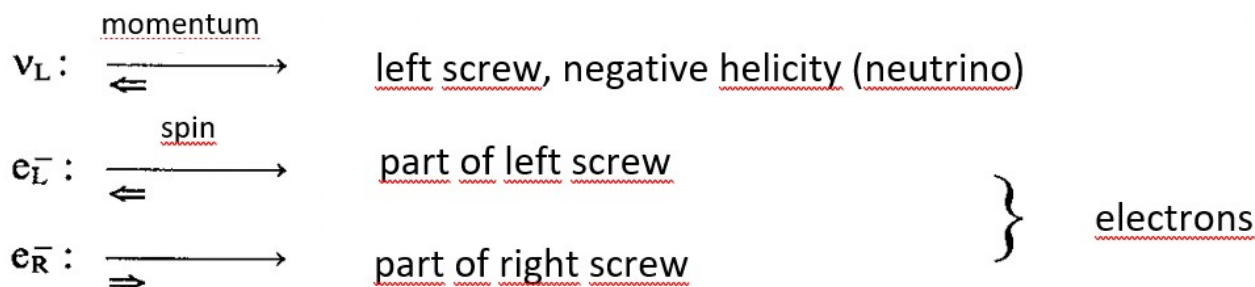 momentum
νL: left screw, negative helicity (neutrino)
spin
e⁻L: part of left screw
electrons
e⁻R: part of right screw